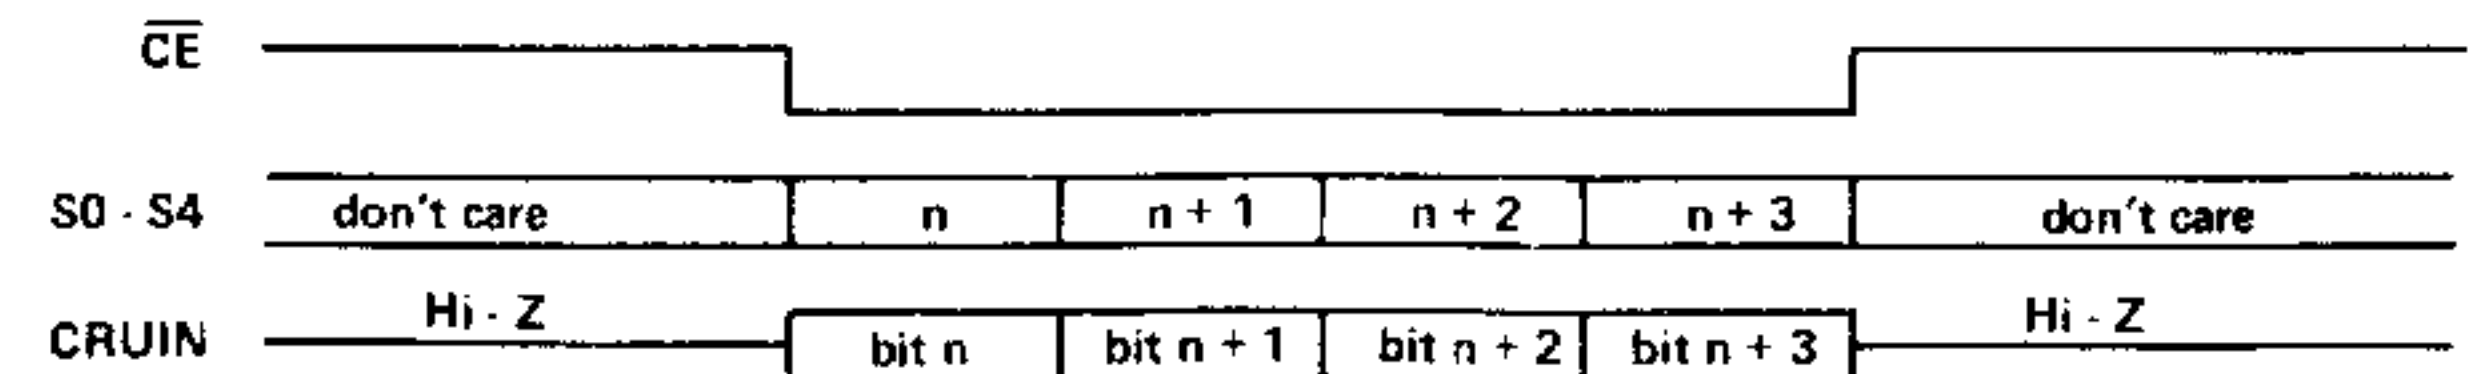 C̅E̅
S0 - S4 don't care n n + 1 n + 2 n + 3 don't care
Hi - Z Hi - Z
CRUIN bit n bit n + 1 bit n + 2 bit n + 3